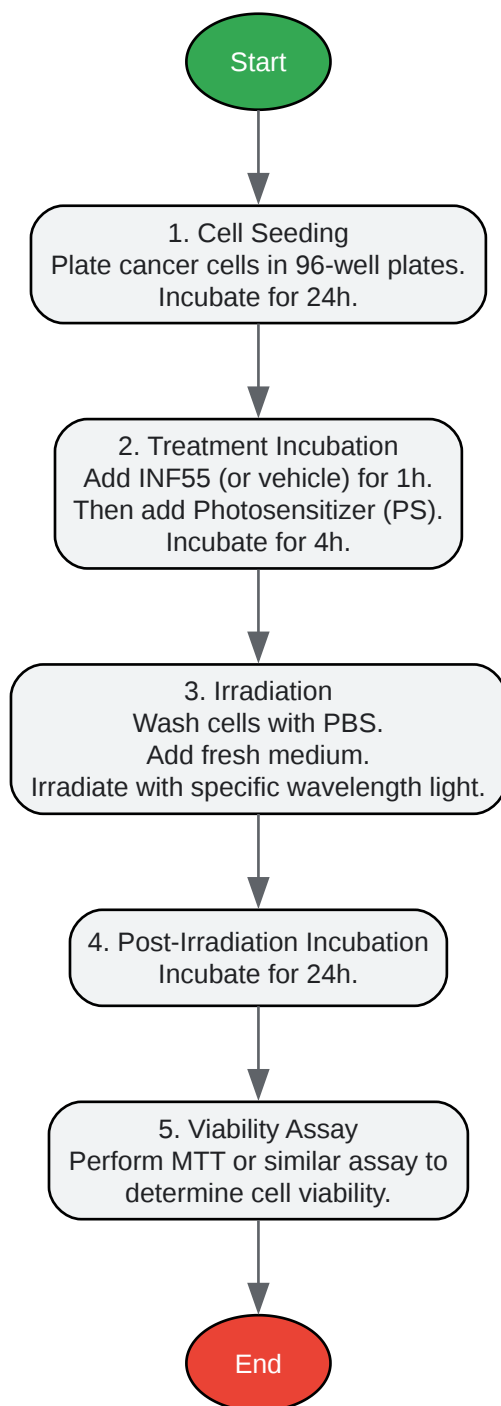 Start
1. Cell Seeding
Plate cancer cells in 96-well plates.
Incubate for 24h.
2. Treatment Incubation
Add INF55 (or vehicle) for 1h.
Then add Photosensitizer (PS).
Incubate for 4h.
3. Irradiation
Wash cells with PBS.
Add fresh medium.
Irradiate with specific wavelength light.
4. Post-Irradiation Incubation
Incubate for 24h.
5. Viability Assay
Perform MTT or similar assay to
determine cell viability.
End